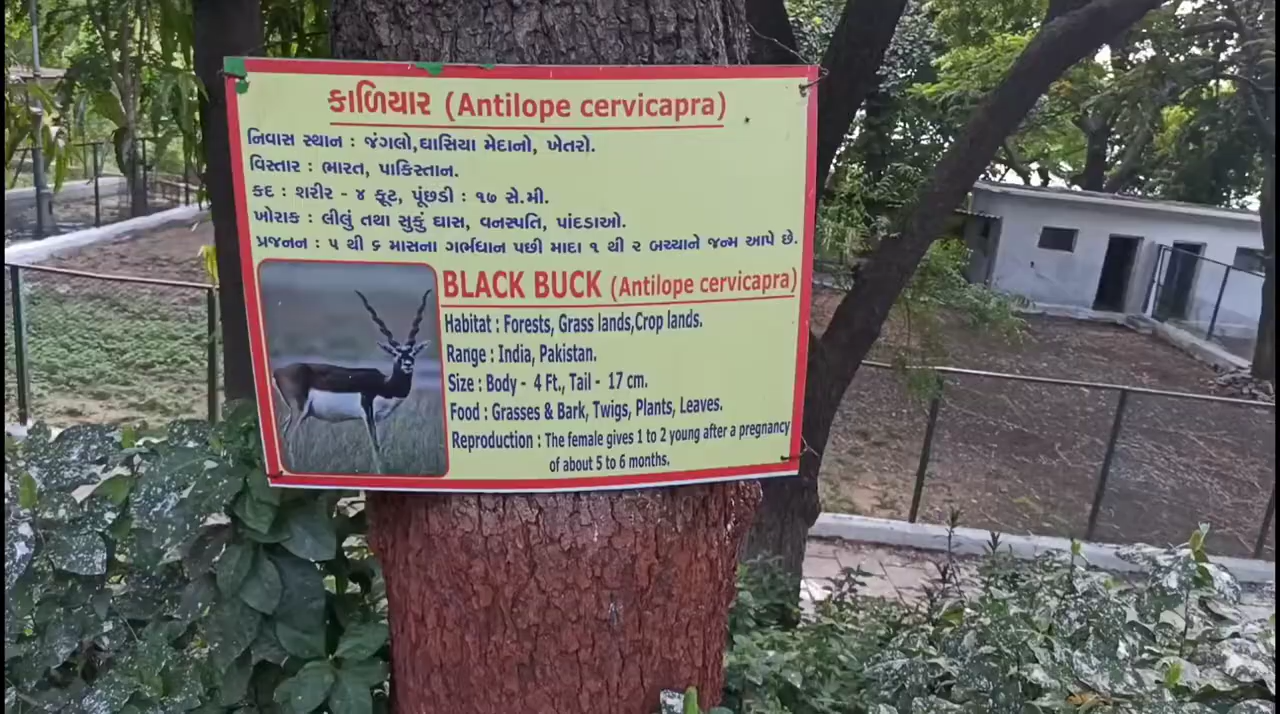 કાળિયાર (Antilope cervicapra)
નિવાસ સ્થાન : જંગલો,ઘાસિયા મેદાનો, ખેતરો.
વિસ્તાર : ભારત, પાકિસ્તાન.
કદ : શરીર - ૪ ફૂટ, પૂંછડી : ૧૭ સે.મી.
ખોરાક : લીલું તથા સુકું ઘાસ, વનસ્પતિ, પાંદડાઓ.
પ્રજનન : ૫ થી ૬ માસના ગર્ભધાન પછી માદા ૧ થી ૨ બચ્ચાને જન્મ આપે છે.
BLACK BUCK (Antilope cervicapra)
Habitat : Forests, Grass lands,Crop lands.
Range : India, Pakistan.
Size : Body - 4 Ft., Tail - 17 cm.
Food : Grasses & Bark, Twigs, Plants, Leaves.
Reproduction : The female gives 1 to 2 young after a pregnancy
of about 5 to 6 months.